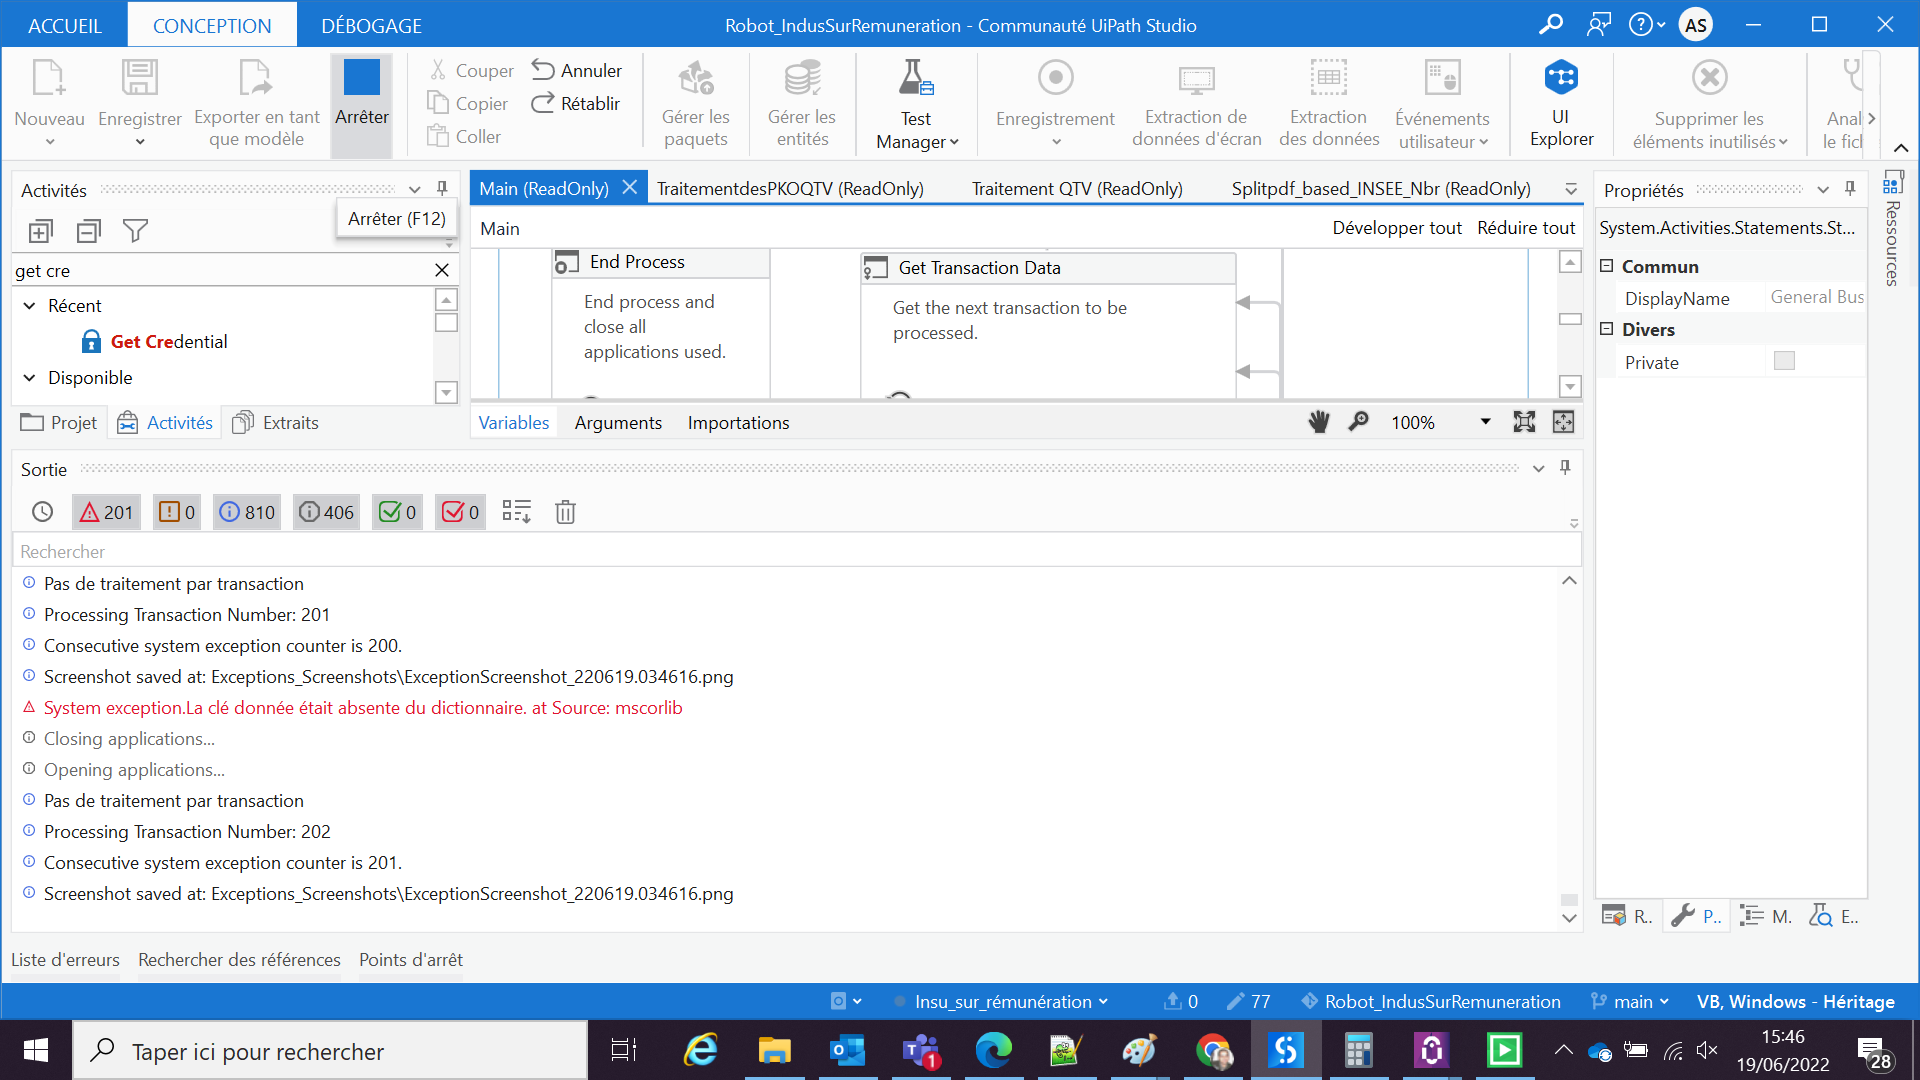 ACCUEIL
CONCEPTION
DÉBOGAGE
Robot_IndusSurRemuneration - Communauté UiPath Studio
AS
Nouveau
Enregistrer
Exporter en tant
que modèle
Arrêter
Couper
Copier
Coller
Annuler
Rétablir
Gérer les
paquets
Gérer les
entités
Test
Manager
Enregistrement
Extraction de
données d'écran
Extraction
des données
Événements
utilisateur
UI
Explorer
Supprimer les
éléments inutilisés
Anal
le fich
Activités
Arrêter (F12)
get cre
Récent
Get Credential
Disponible
Projet
Activités
Extraits
Main (ReadOnly)
TraitementdesPKOQTV (ReadOnly)
Traitement QTV (ReadOnly)
Splitpdf_based_INSEE_Nbr (ReadOnly)
Main
Développer tout
Réduire tout
End Process
End process and
close all
applications used.
Get Transaction Data
Get the next transaction to be
processed.
Variables
Arguments
Importations
100%
Propriétés
System.Activities.Statements.St...
Commun
DisplayName
General Bus
Divers
Private
Ressources
Sortie
201
0
810
406
0
0
Rechercher
Pas de traitement par transaction
Processing Transaction Number: 201
Consecutive system exception counter is 200.
Screenshot saved at: Exceptions_Screenshots\ExceptionScreenshot_220619.034616.png
System exception.La clé donnée était absente du dictionnaire. at Source: mscorlib
Closing applications...
Opening applications...
Pas de traitement par transaction
Processing Transaction Number: 202
Consecutive system exception counter is 201.
Screenshot saved at: Exceptions_Screenshots\ExceptionScreenshot_220619.034616.png
R..
P..
M.
E..
Liste d'erreurs
Rechercher des références
Points d'arrêt
Insu_sur_rémunération
0
77
Robot_IndusSurRemuneration
main
VB, Windows - Héritage
Taper ici pour rechercher
1
15:46
19/06/2022
28